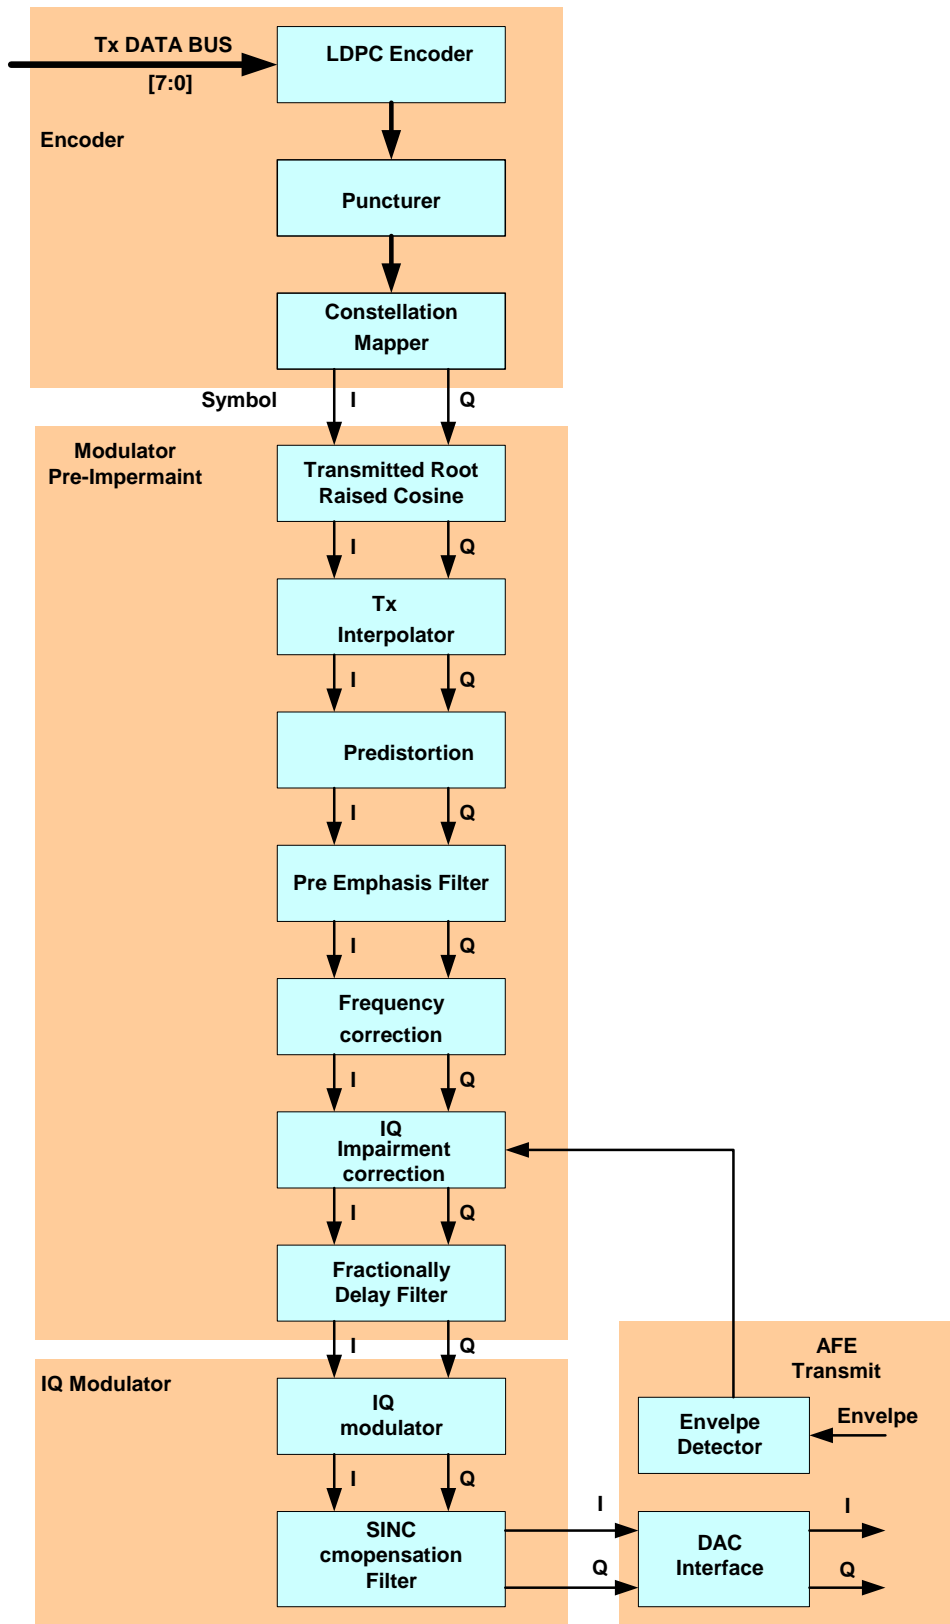 Tx DATA BUS
[7:0]
LDPC Encoder
Encoder
Puncturer
Constellation
Mapper
Symbol
I
Q
Modulator
Pre-Impermaint
Transmitted Root
Raised Cosine
I
Q
Tx
Interpolator
I
Q
Predistortion
I
Q
Pre Emphasis Filter
I
Q
Frequency
correction
I
Q
IQ
Impairment
correction
I
Q
Fractionally
Delay Filter
I
Q
IQ Modulator
IQ
modulator
I
Q
SINC
cmopensation
Filter
I
Q
AFE
Transmit
Envelpe
Detector
Envelpe
DAC
Interface
I
Q